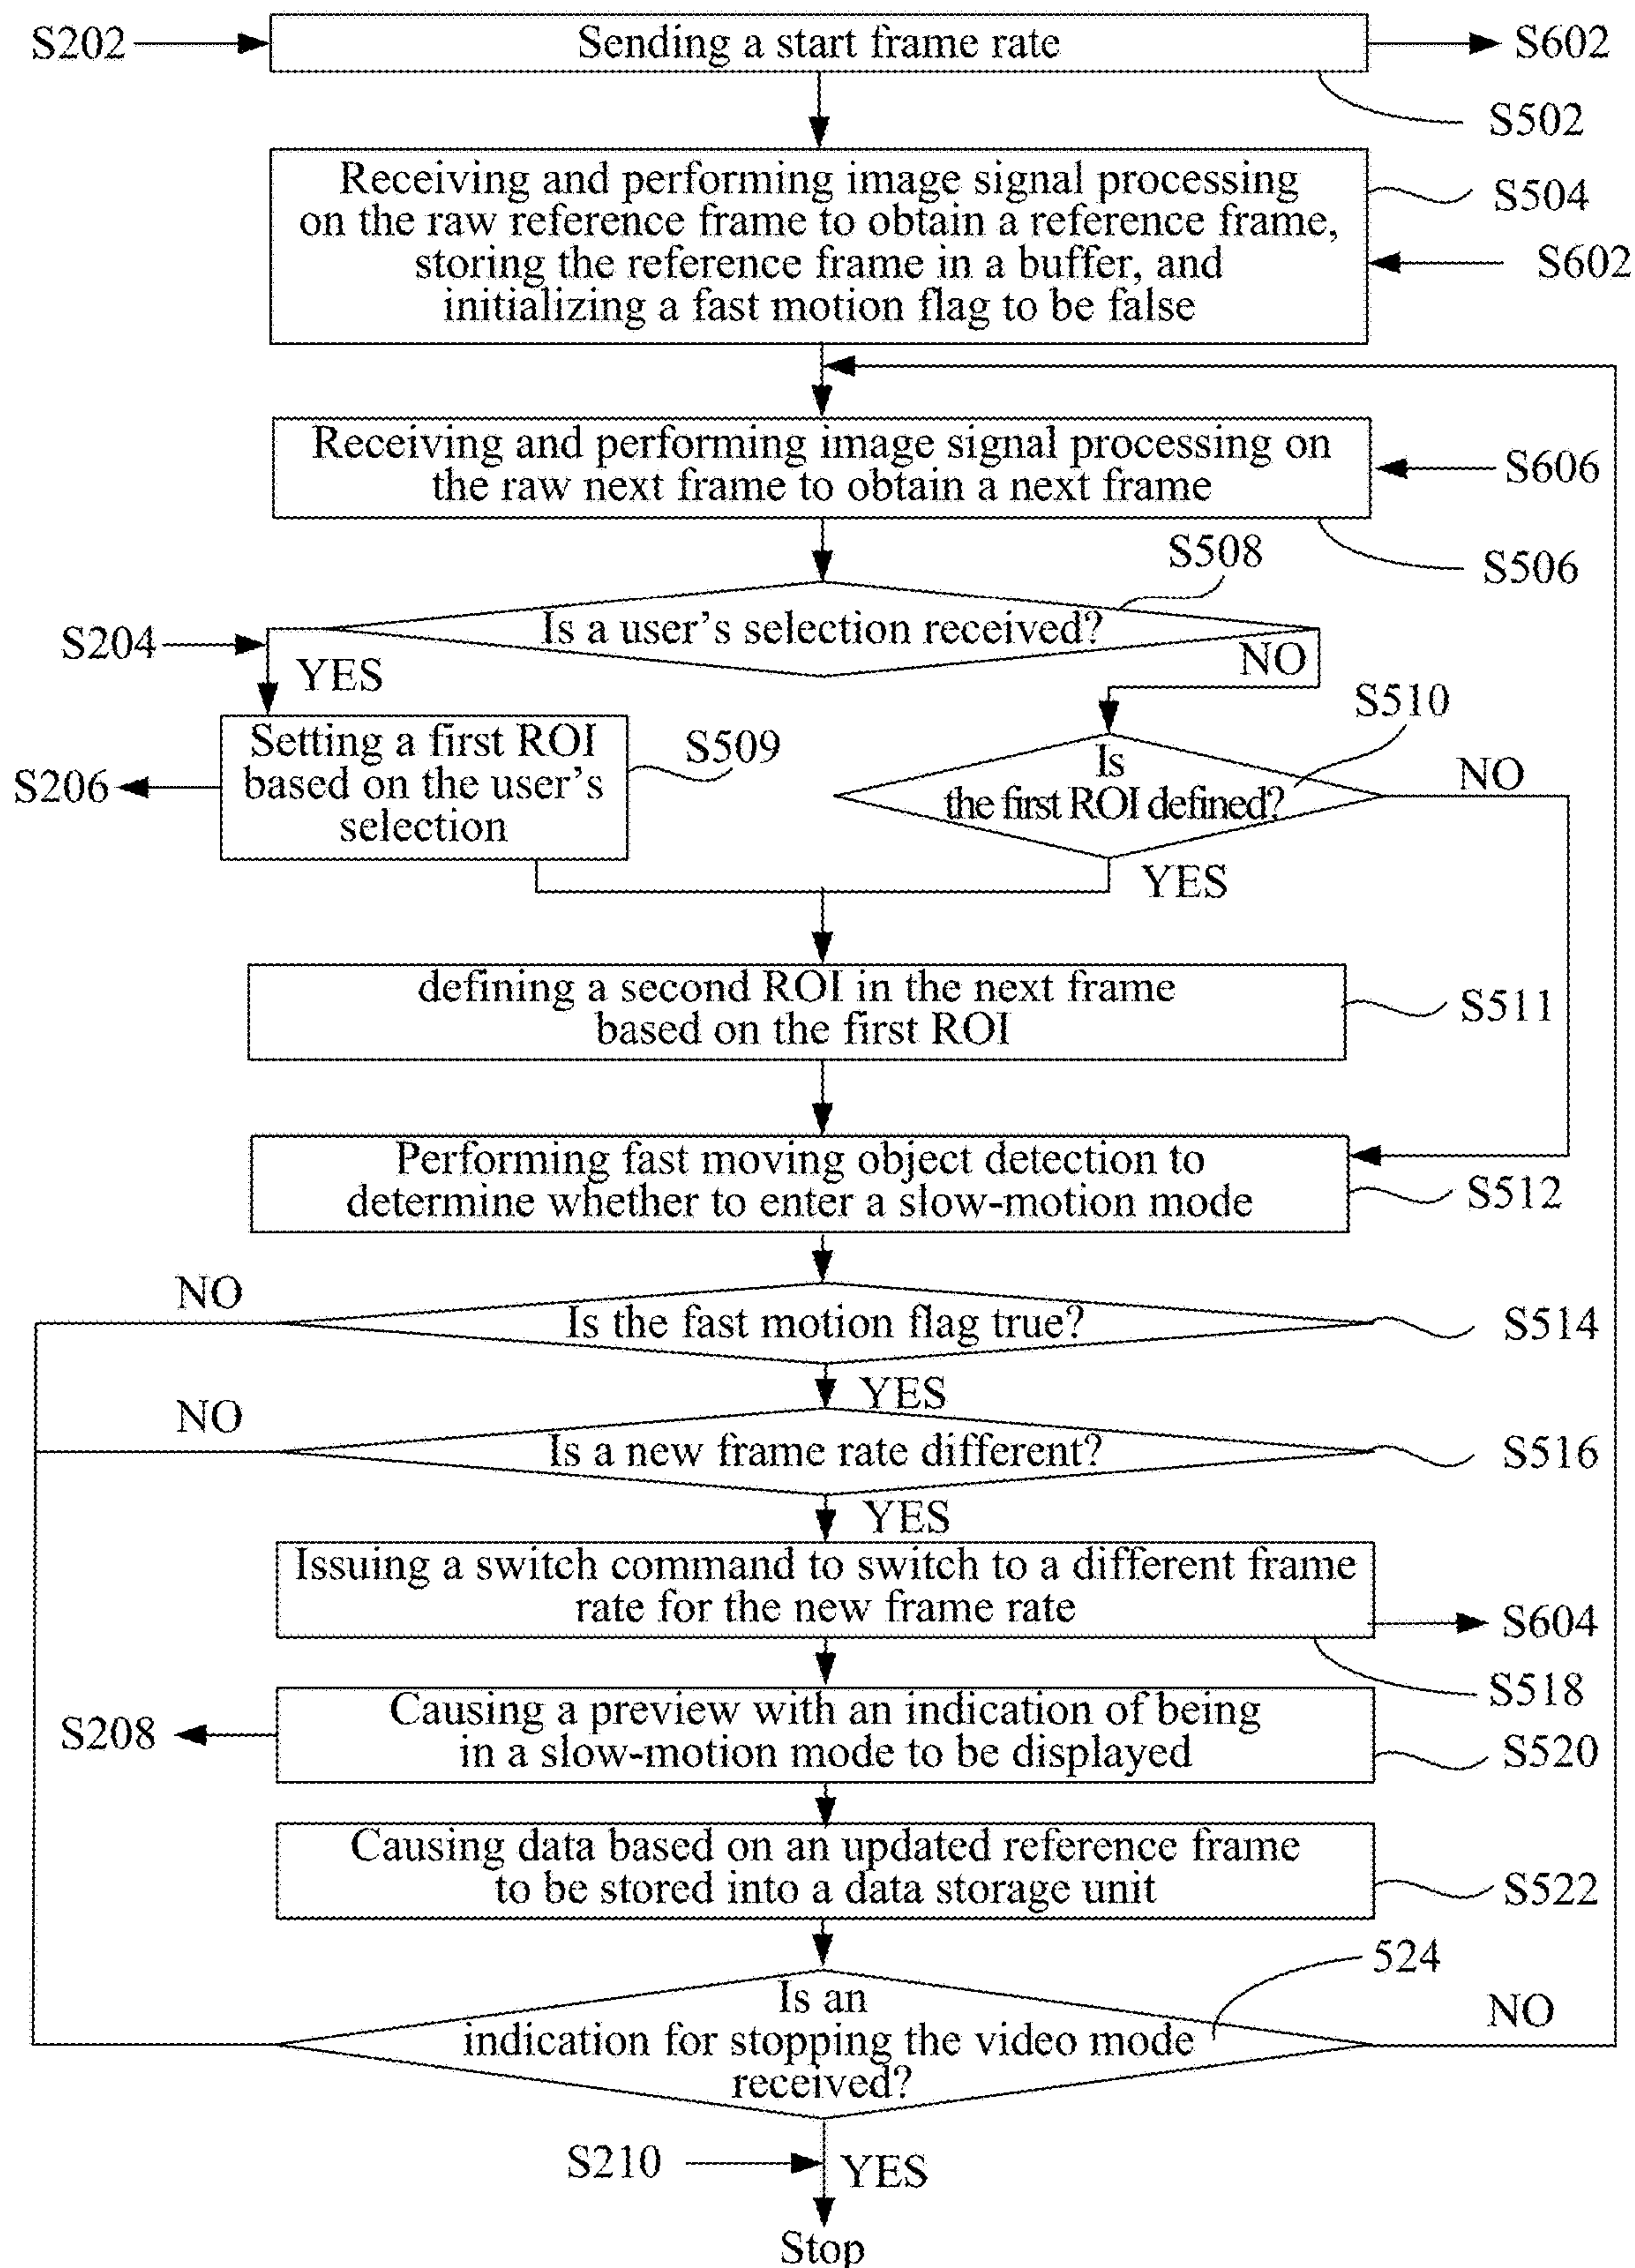 S202
Sending a start frame rate
S602
S502
Receiving and performing image signal processing
on the raw reference frame to obtain a reference frame,
storing the reference frame in a buffer, and
initializing a fast motion flag to be false
S504
S602
Receiving and performing image signal processing on
the raw next frame to obtain a next frame
S606
S506
S508
Is a user's selection received?
S204
YES
NO
Setting a first ROI
based on the user's
selection
S509
S206
S510
Is
the first ROI defined?
NO
YES
defining a second ROI in the next frame
based on the first ROI
S511
Performing fast moving object detection to
determine whether to enter a slow-motion mode
S512
NO
Is the fast motion flag true?
S514
YES
NO
Is a new frame rate different?
S516
YES
Issuing a switch command to switch to a different frame
rate for the new frame rate
S604
S518
Causing a preview with an indication of being
in a slow-motion mode to be displayed
S208
S520
Causing data based on an updated reference frame
to be stored into a data storage unit
S522
524
Is an
indication for stopping the video mode
received?
NO
S210
YES
Stop